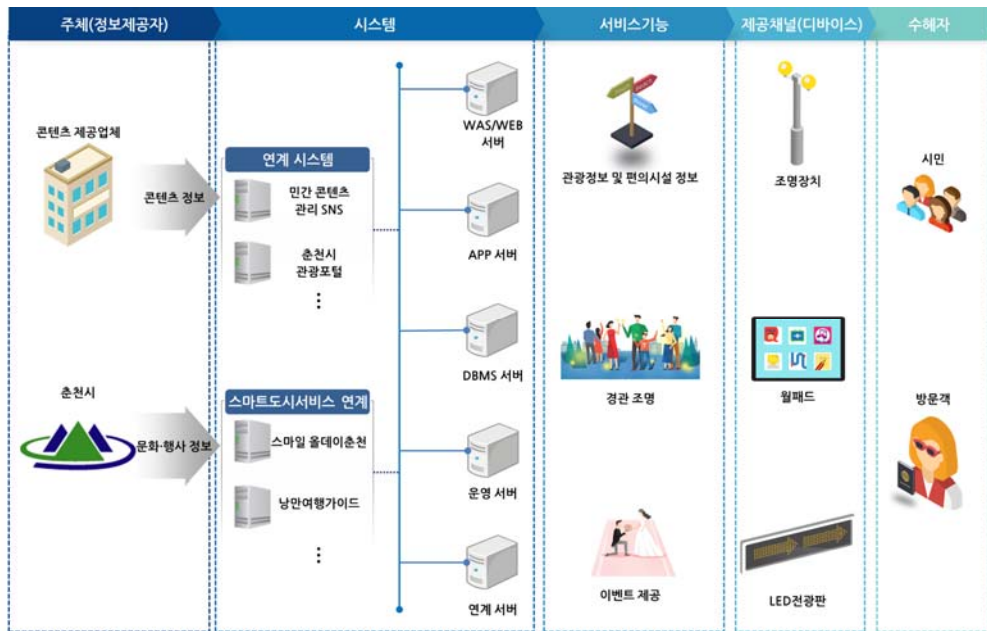 주체(정보제공자)
시스템
서비스기능
제공채널(디바이스)
수혜자
콘텐츠 제공업체
콘텐츠 정보
춘천시
문화·행사 정보
연계 시스템
민간 콘텐츠
관리 SNS
춘천시
관광포털
스마트도시서비스 연계
스마일 올데이춘천
낭만여행가이드
WAS/WEB
서버
APP 서버
DBMS 서버
운영 서버
연계 서버
관광정보 및 편의시설 정보
경관 조명
이벤트 제공
조명장치
월패드
LED전광판
시민
방문객